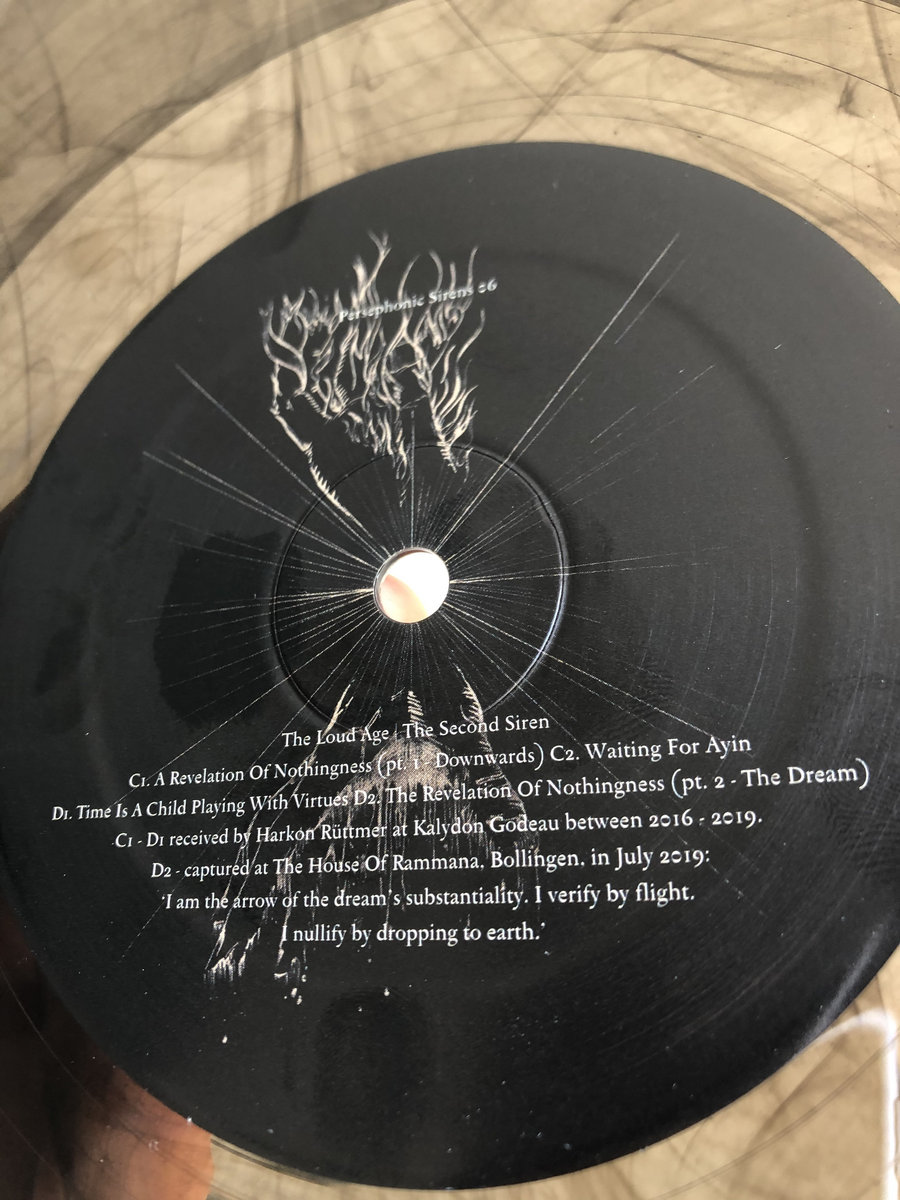 Persephonic Sirens 26
The Loud Age | The Second Siren
C1. A Revelation Of Nothingness (pt. 1 - Downwards) C2. Waiting For Ayin
D1. Time Is A Child Playing With Virtues D2. The Revelation Of Nothingness (pt. 2 - The Dream)
C1 - D1 received by Harkon Rüttmer at Kalydon Godeau between 2016 - 2019.
D2 - captured at The House Of Rammana, Bollingen, in July 2019:
'I am the arrow of the dream's substantiality. I verify by flight.
I nullify by dropping to earth.'